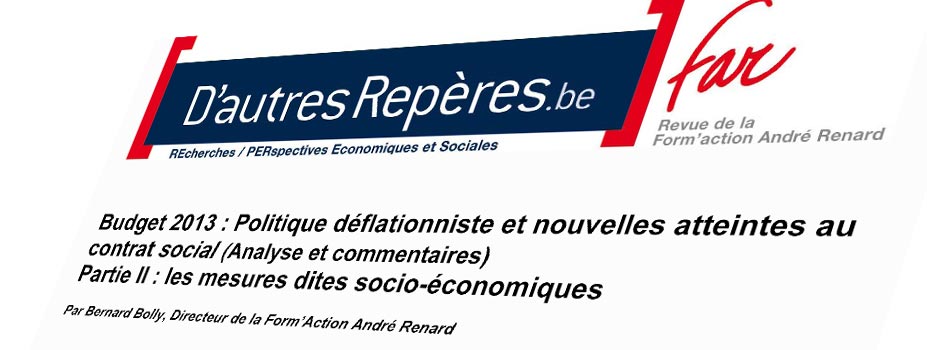 D'autres Repères.be
far
REcherches / PERspectives Economiques et Sociales
Revue de la
Form'action André Renard
Budget 2013 : Politique déflationniste et nouvelles atteintes au
contrat social (Analyse et commentaires)
Partie II : les mesures dites socio-économiques
Par Bernard Bolly, Directeur de la Form'Action André Renard